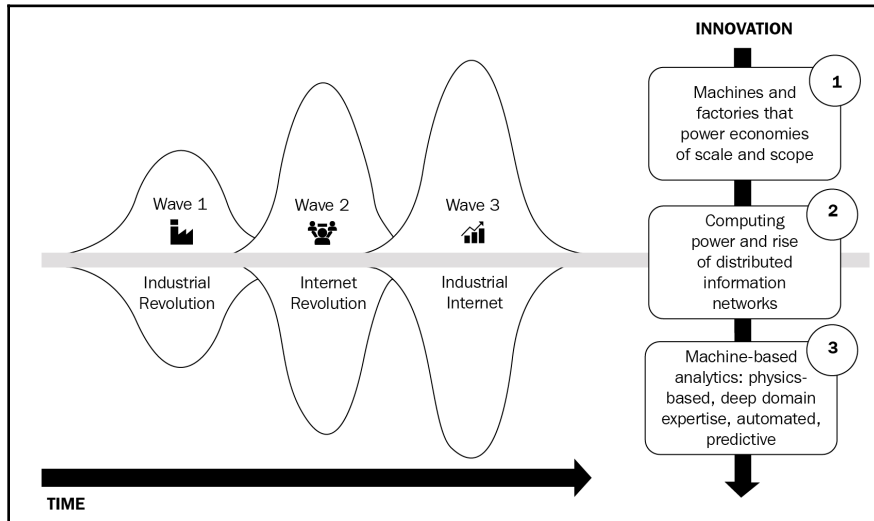 INNOVATION
1
Machines and
factories that
power economies
of scale and scope
Wave 1
Wave 2
Wave 3
2
Computing
power and rise
of distributed
information
networks
Industrial
Revolution
Internet
Revolution
Industrial
Internet
3
Machine-based
analytics: physics-
based, deep domain
expertise, automated,
predictive
TIME